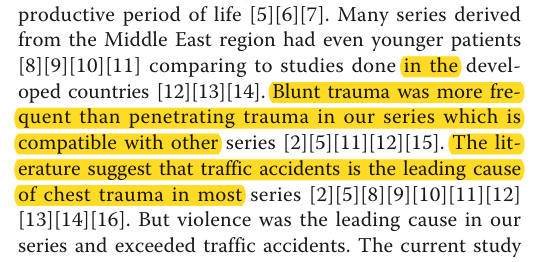 productive period of life [5][6][7]. Many series derived
from the Middle East region had even younger patients
[8][9][10][11] comparing to studies done in the devel-
oped countries [12][13][14]. Blunt trauma was more fre-
quent than penetrating trauma in our series which is
compatible with other series [2][5][11][12][15]. The lit-
erature suggest that traffic accidents is the leading cause
of chest trauma in most series [2][5][8][9][10][11][12]
[13][14][16]. But violence was the leading cause in our
series and exceeded traffic accidents. The current study